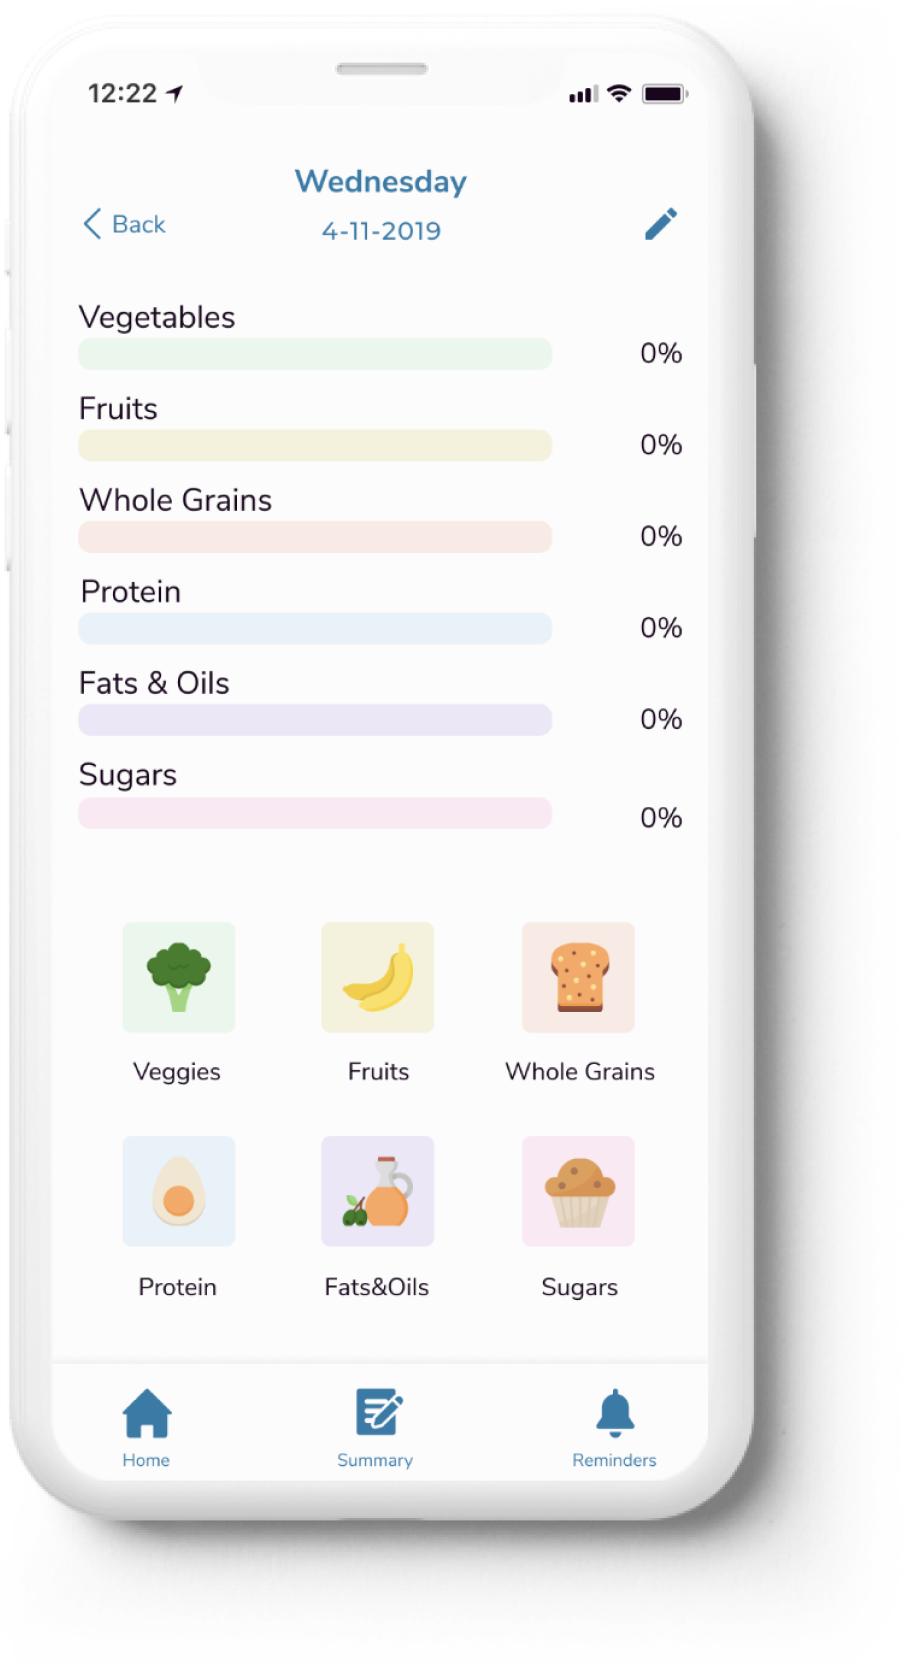 12:22
Wednesday
Back
4-11-2019
Vegetables
0%
Fruits
0%
Whole Grains
0%
Protein
0%
Fats & Oils
0%
Sugars
0%
Veggies Fruits Whole Grains
Protein Fats&Oils Sugars
Home Summary Reminders